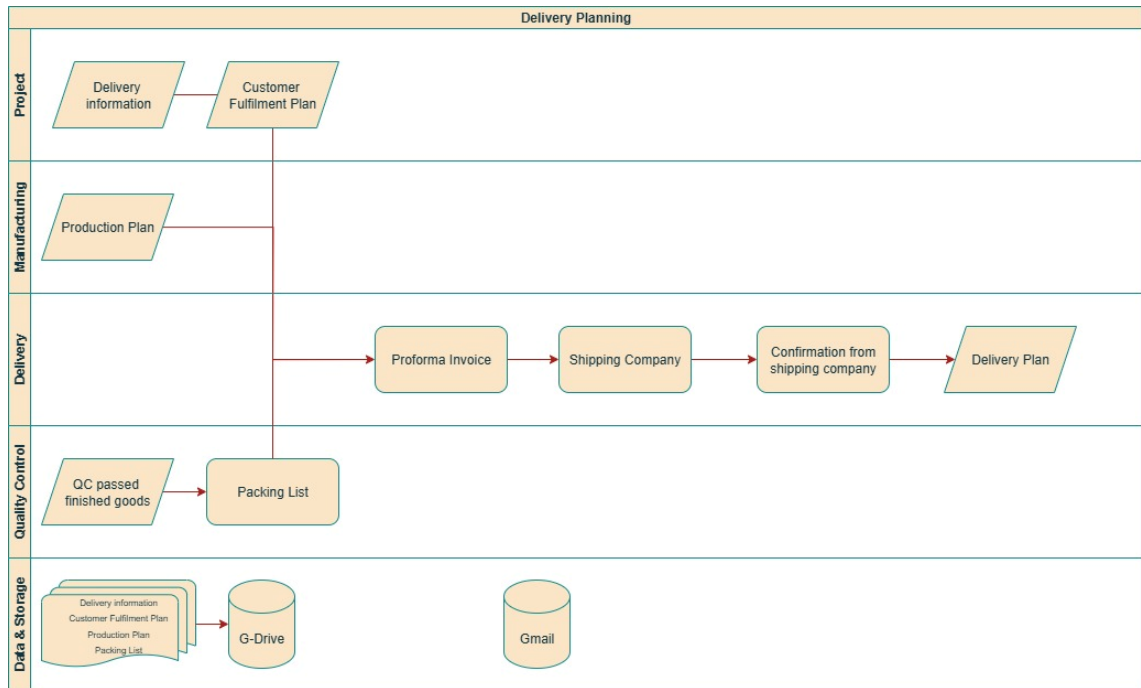 Delivery Planning
Project
Delivery
information
Customer
Fulfilment Plan
Manufacturing
Production Plan
Delivery
Proforma Invoice
Shipping Company
Confirmation from
shipping company
Delivery Plan
Quality Control
QC passed
finished goods
Packing List
Data & Storage
Delivery information
Customer Fulfilment Plan
Production Plan
Packing List
G-Drive
Gmail